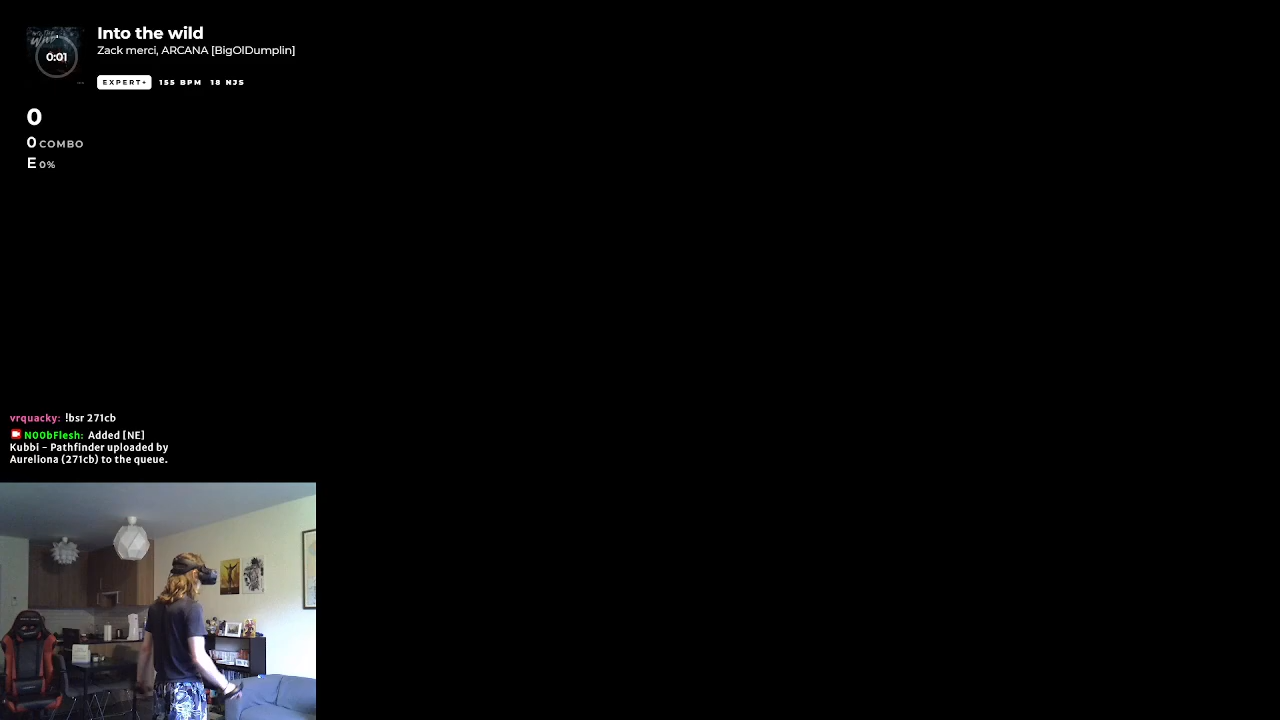 Into the wild
Zack merci, ARCANA [BigOlDumplin]
0:01
EXPERT+ 155 BPM 18 NJS
0
0 COMBO
E 0%
vrquacky: !bsr 271cb
N00bFlesh: Added [NE]
Kubbi - Pathfinder uploaded by
Aureliona (271cb) to the queue.